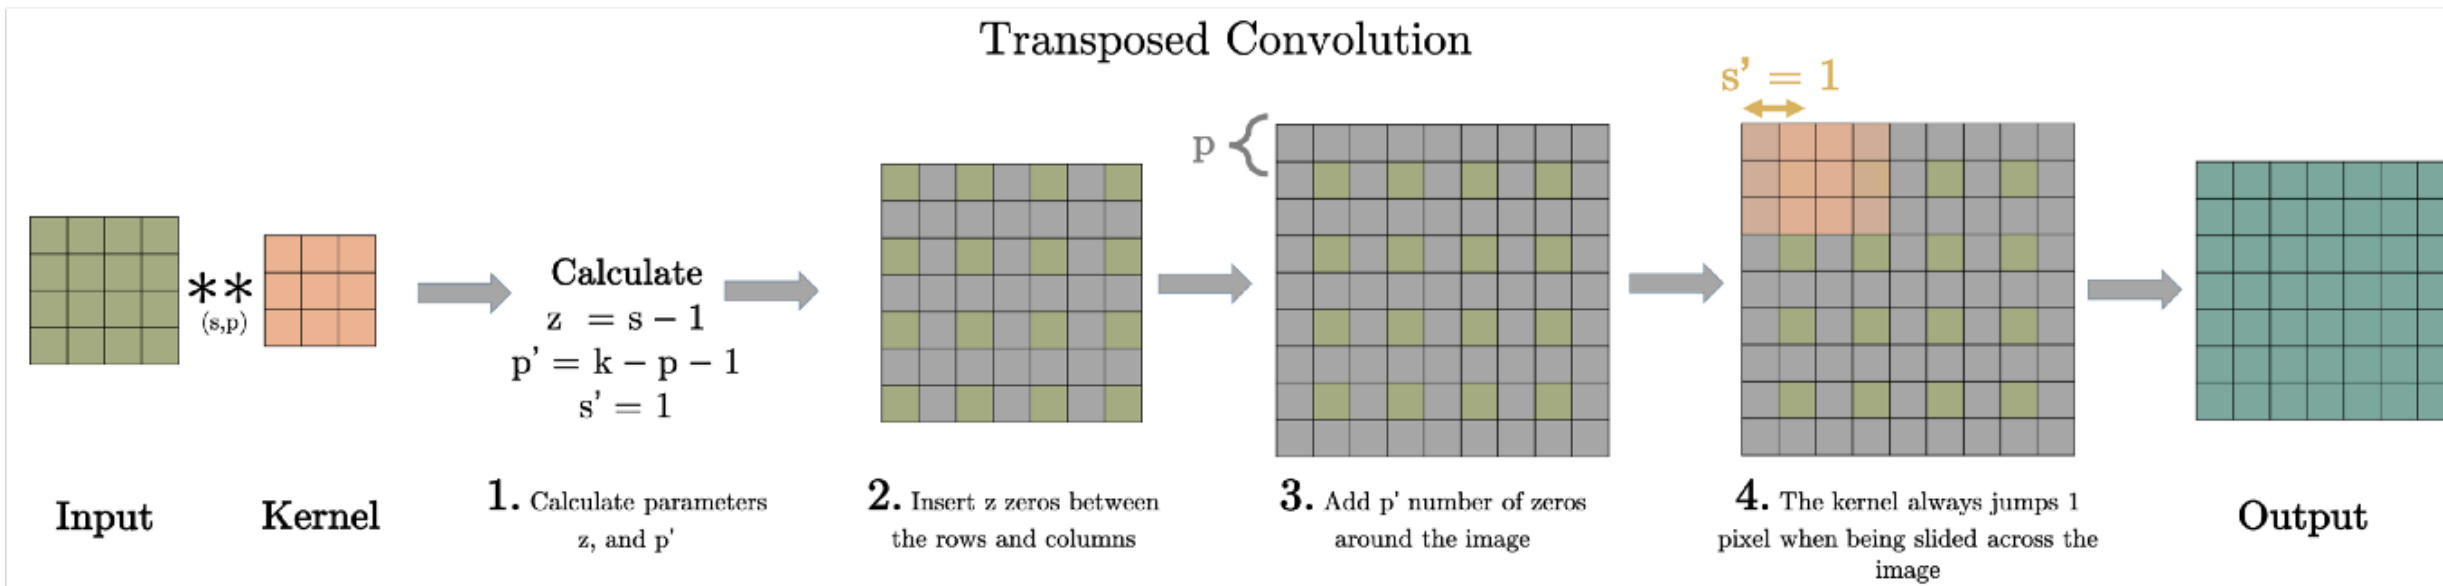 Transposed Convolution
s' = 1
p
**
(s,p)
Calculate
z = s − 1
p' = k − p − 1
s' = 1
Input
Kernel
1. Calculate parameters
z, and p'
2. Insert z zeros between
the rows and columns
3. Add p' number of zeros
around the image
4. The kernel always jumps 1
pixel when being slided across the
image
Output